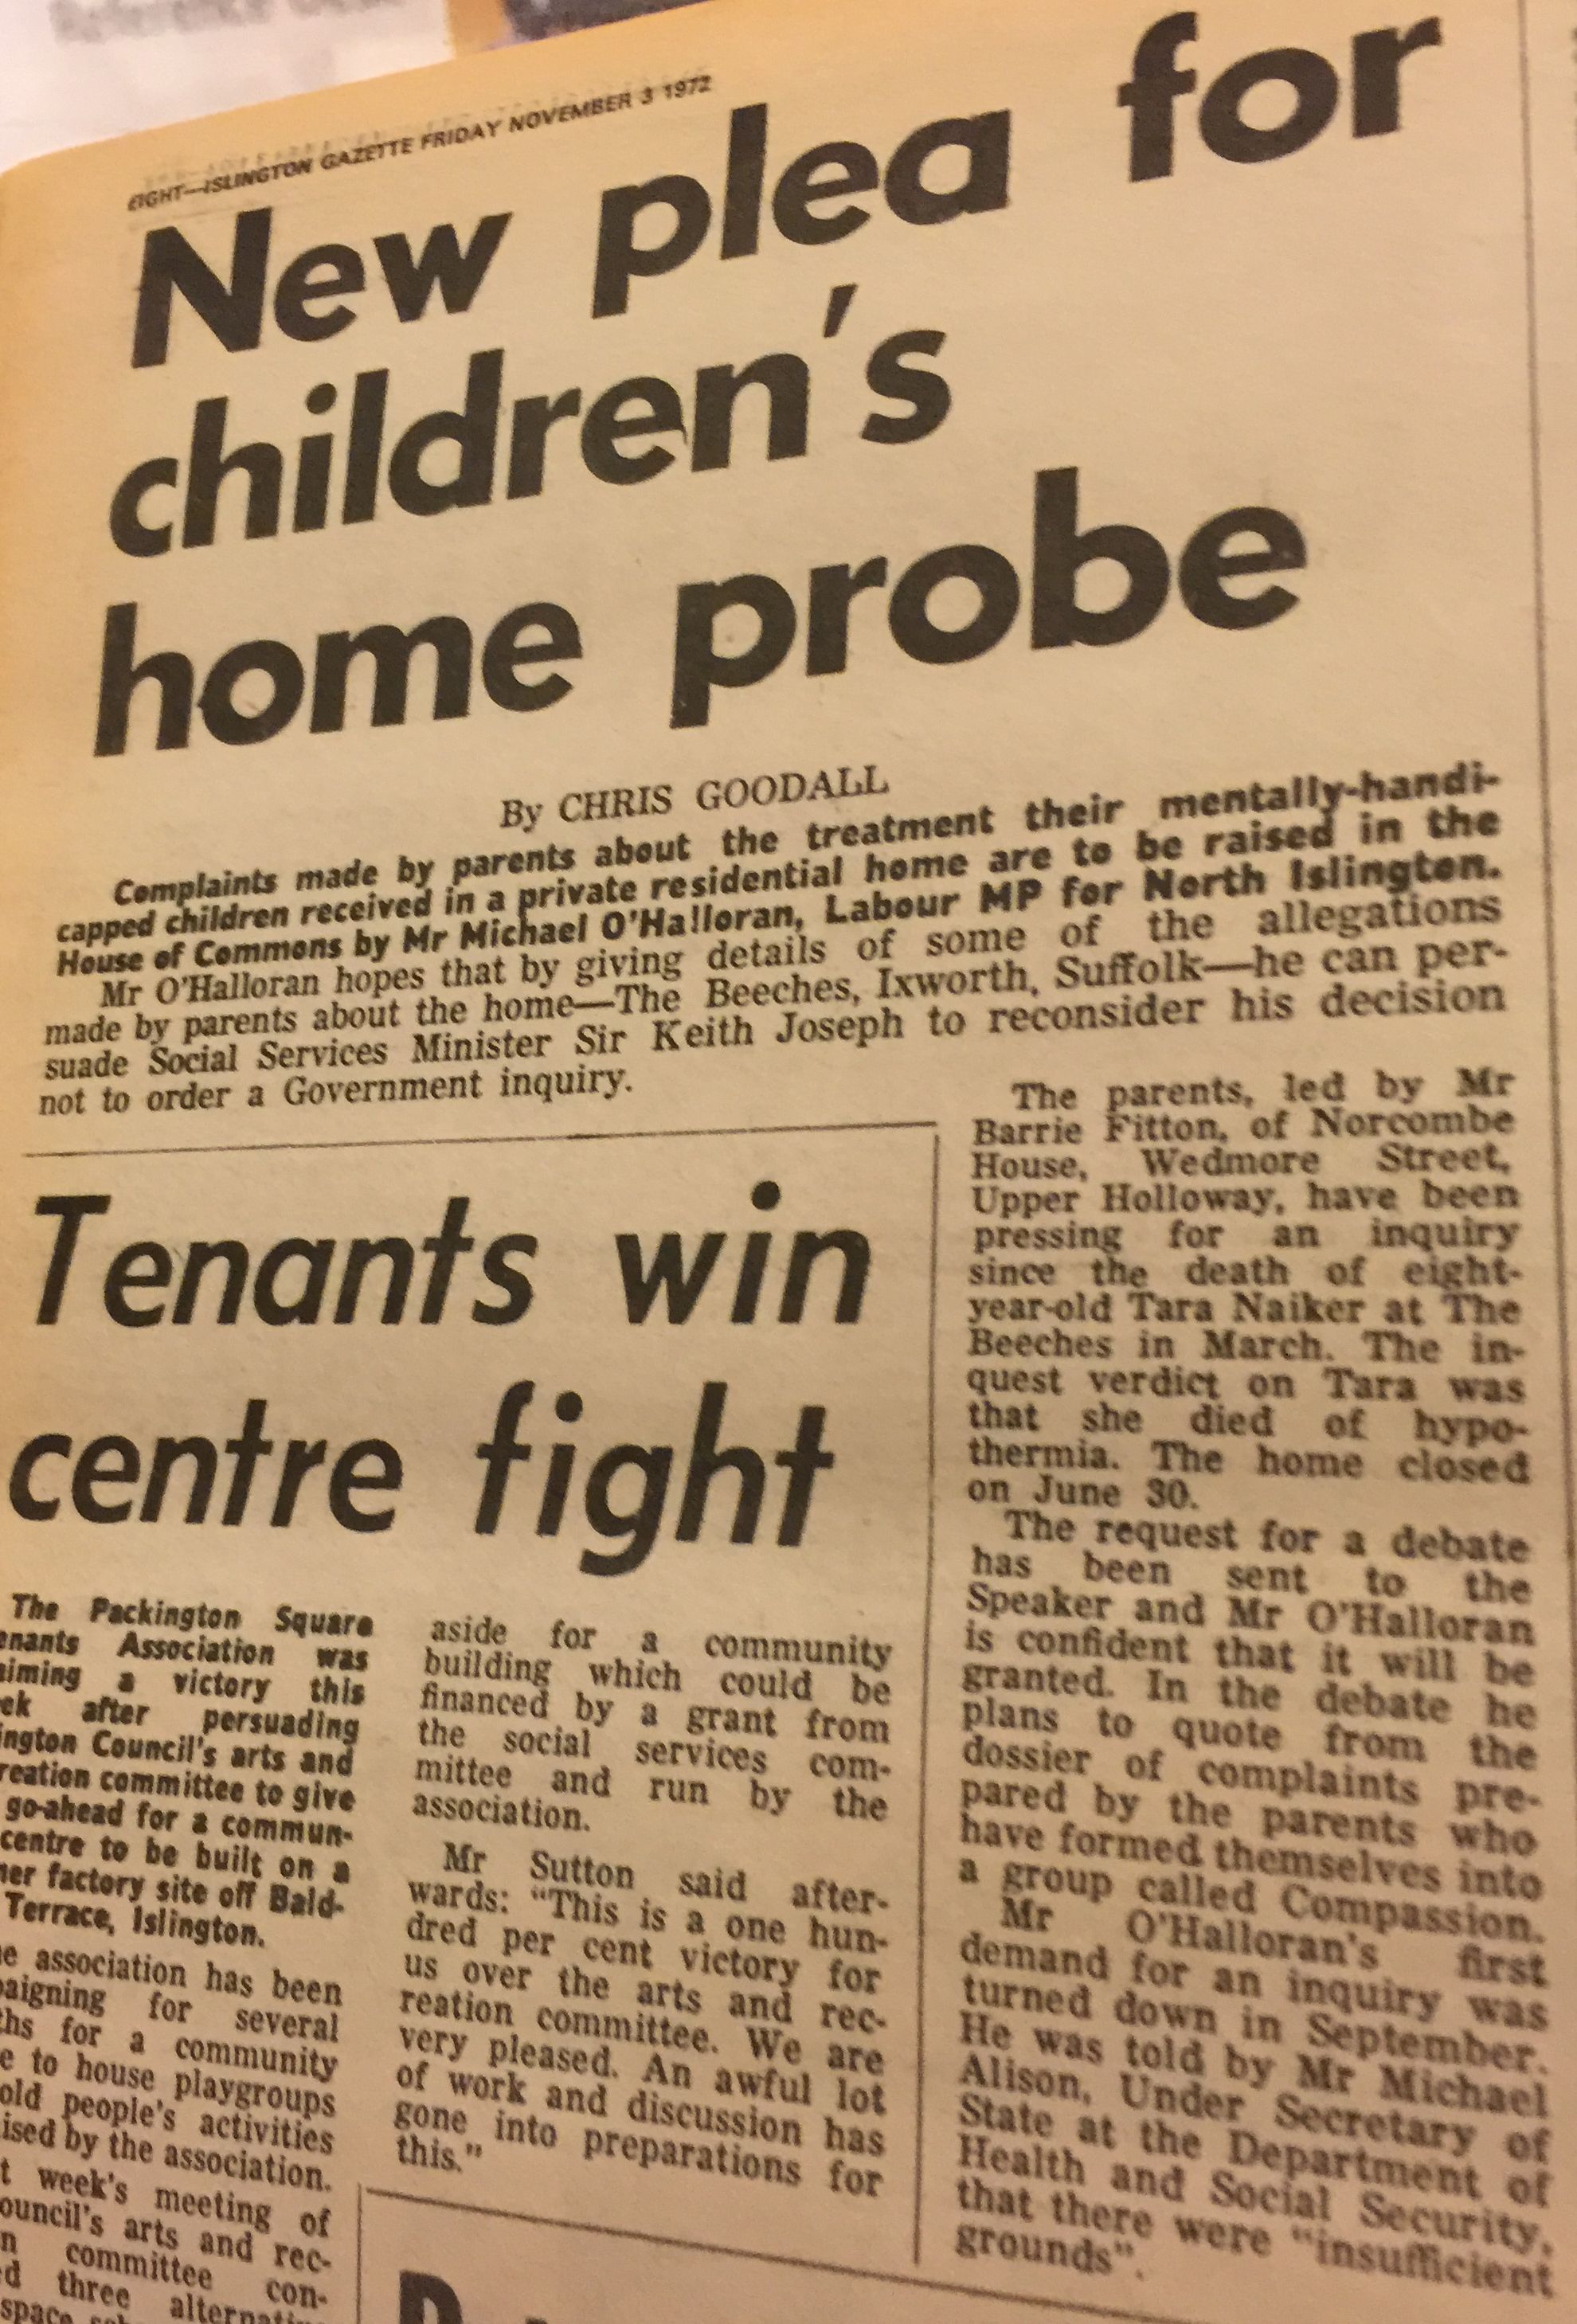 EIGHT—ISLINGTON GAZETTE FRIDAY NOVEMBER 3 1972
New plea for
children's
home probe
By CHRIS GOODALL
Complaints made by parents about the treatment their mentally-handi-
capped children received in a private residential home are to be raised in the
House of Commons by Mr Michael O'Halloran, Labour MP for North Islington.
Mr O'Halloran hopes that by giving details of some of the allegations
made by parents about the home—The Beeches, Ixworth, Suffolk—he can per-
suade Social Services Minister Sir Keith Joseph to reconsider his decision
not to order a Government inquiry.
The parents, led by Mr
Barrie Fitton, of Norcombe
House, Wedmore Street,
Upper Holloway, have been
pressing for an inquiry
since the death of eight-
year-old Tara Naiker at The
Beeches in March. The in-
quest verdict on Tara was
that she died of hypo-
thermia. The home closed
on June 30.
The request for a debate
has been sent to the
Speaker and Mr O'Halloran
is confident that it will be
granted. In the debate he
plans to quote from the
dossier of complaints pre-
pared by the parents who
have formed themselves into
a group called Compassion.
Mr O'Halloran's first
demand for an inquiry was
turned down in September.
He was told by Mr Michael
Alison, Under Secretary of
State at the Department of
Health and Social Security,
that there were "insufficient
grounds".
Tenants win
centre fight
The Packington Square
enants Association was
aiming a victory this
ek after persuading
ington Council's arts and
reation committee to give
go-ahead for a commun-
centre to be built on a
ner factory site off Bald-
Terrace, Islington.
e association has been
paigning for several
ths for a community
e to house playgroups
old people's activities
ised by the association.
t week's meeting of
ouncil's arts and rec-
n committee con-
d three alternati
space
aside for a community
building which could be
financed by a grant from
the social services com-
mittee and run by the
association.
Mr Sutton said after-
wards: "This is a one hun-
dred per cent victory for
us over the arts and rec-
reation committee. We are
very pleased. An awful lot
of work and discussion has
gone into preparations for
this."